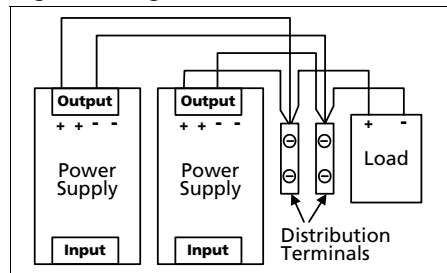 Output
+ + - -
Power
Supply
Input
Output
+ + - -
Power
Supply
Input
+ -
Load
Distribution
Terminals